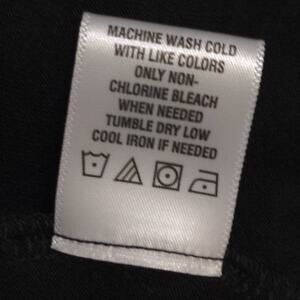 MACHINE WASH COLD
WITH LIKE COLORS
ONLY NON-
CHLORINE BLEACH
WHEN NEEDED
TUMBLE DRY LOW
COOL IRON IF NEEDED